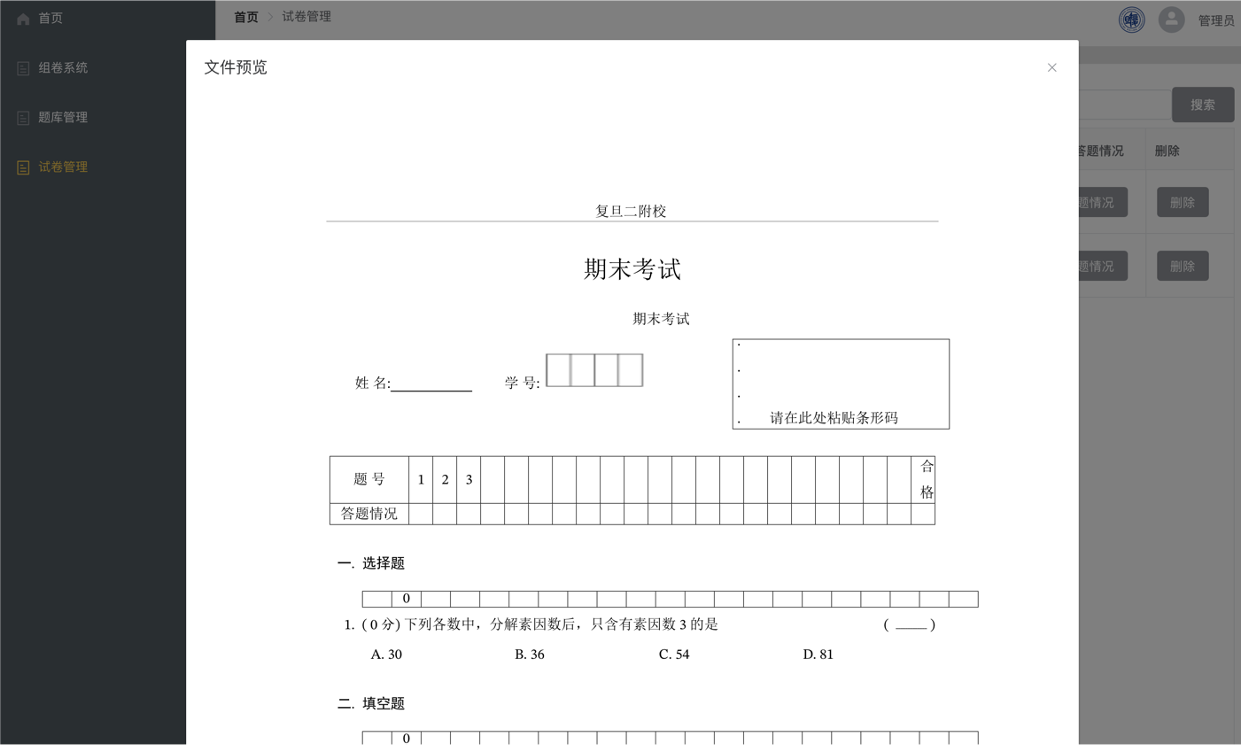 首页
组卷系统
题库管理
试卷管理
首页 > 试卷管理
管理员
搜索
答题情况 删除
题情况 删除
题情况 删除
文件预览 ×
复旦二附校
期末考试
期末考试
姓 名: 学 号:
请在此处粘贴条形码
题 号 1 2 3 合格
答题情况
一. 选择题
0
1. ( 0 分) 下列各数中，分解素因数后，只含有素因数 3 的是 ( ____ )
A. 30 B. 36 C. 54 D. 81
二. 填空题
0